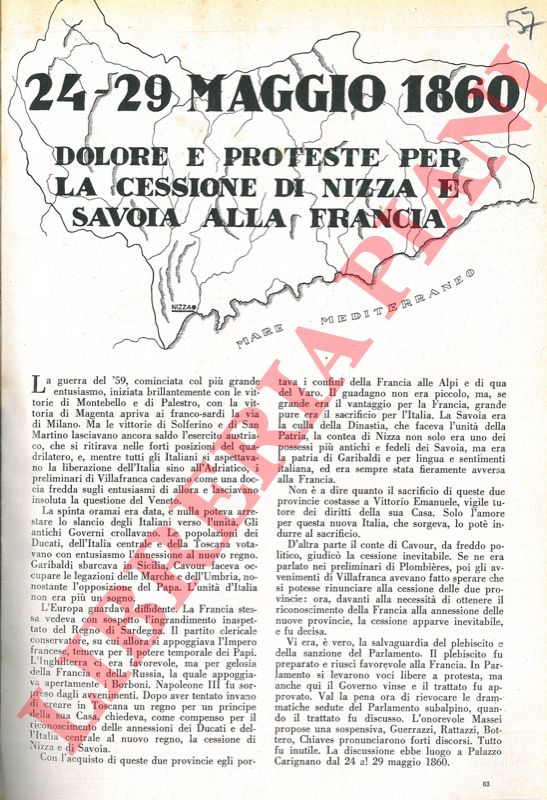 57
24-29 MAGGIO 1860
DOLORE E PROTESTE PER
LA CESSIONE DI NIZZA E
SAVOIA ALLA FRANCIA
NIZZA
MARE MEDITERRANEO
La guerra del '59, cominciata col più grande
entusiasmo, iniziata brillantemente con le vit-
torie di Montebello e di Palestro, con la vit-
toria di Magenta apriva ai franco-sardi la via
di Milano. Ma le vittorie di Solferino e di San
Martino lasciavano ancora saldo l'esercito austria-
co, che si ritirava nelle forti posizioni del qua-
drilatero, e, mentre tutti gli Italiani si aspettava-
no la liberazione dell'Italia sino all'Adriatico, i
preliminari di Villafranca cadevano come una doc-
cia fredda sugli entusiasmi di allora e lasciavano
insoluta la question del Veneto.
La spinta oramai era data, e nulla poteva arre-
stare lo slancio degli Italiani verso l'unità. Gli
antichi Governi crollavano, le popolazioni dei
Ducati, dell'Italia centrale e della Toscana vota-
vano con entusiasmo l'annessione al nuovo regno.
Garibaldi sbarcava in Sicilia, Cavour faceva oc-
cupare le legazioni delle Marche e dell'Umbria, no-
nostante l'opposizione del Papa. L'unità d'Italia
non era più un sogno.
L'Europa guardava diffidente. La Francia stes-
sa vedeva con dispetto l'ingrandimento inaspet-
tato del Regno di Sardegna. Il partito clericale
conservatore, su cui allora si appoggiava l'Impero
francese, temeva per il potere temporale dei Papi.
L'Inghilterra ci era favorevole, ma per gelosia
della Francia e della Russia, la quale appoggia-
va apertamente i Borboni. Napoleone III fu sor-
preso dagli avvenimenti. Dopo aver tentato invano
di creare in Toscana un regno per un principe
della sua Casa, chiedeva, come compenso per il
riconoscimento delle annessioni dei Ducati e del-
l'Italia centrale al nuovo regno, la cessione di
Nizza e di Savoia.
Con l'acquisto di queste due provincie egli por-
tava i confini della Francia alle Alpi e di qua
del Varo. Il guadagno non era piccolo, ma, se
grande era il vantaggio per la Francia, grande
pure era il sacrificio per l'Italia. La Savoia era
la culla della Dinastia, che faceva l'unità della
Patria, la contea di Nizza non solo era uno dei
possessi più antichi e fedeli dei Savoia, ma era
la patria di Garibaldi e per lingua e sentimenti
italiana, ed era sempre stata fieramente avversa
alla Francia.
Non è a dire quanto il sacrificio di queste due
provincie costasse a Vittorio Emanuele, vigile tu-
tore dei diritti della sua Casa. Solo l'amore
per questa nuova Italia, che sorgeva, lo potè in-
durre al sacrificio.
D'altra parte il conte di Cavour, da freddo po-
litico, giudicò la cessione inevitabile. Se ne era
parlato nei preliminari di Plombières, poi gli av-
venimenti di Villafranca avevano fatto sperare che
si potesse rinunziare alla cessione delle due pro-
vincie: ora, davanti alla necessità di ottenere il
riconoscimento della Francia alla annessione delle
nuove provincie, la cessione apparve inevitabile,
e fu decisa.
Vi era, è vero, la salvaguardia del plebiscito e
della sanzione del Parlamento. Il plebiscito fu
preparato e riuscì favorevole alla Francia. In Par-
lamento si levarono voci libere a protesta, ma
anche qui il Governo vinse e il trattato fu ap-
provato. Val la pena ora di rievocare le dram-
matiche sedute del Parlamento subalpino, quan-
do il trattato fu discusso. L'onorevole Massei
propose una sospensiva, Guerrazzi, Rattazzi, Bot-
tero, Chiaves pronunciarono forti discorsi. Tutto
fu inutile. La discussione ebbe luogo a Palazzo
Carignano dal 24 al 29 maggio 1860.
83
LIBRERIA PIANI